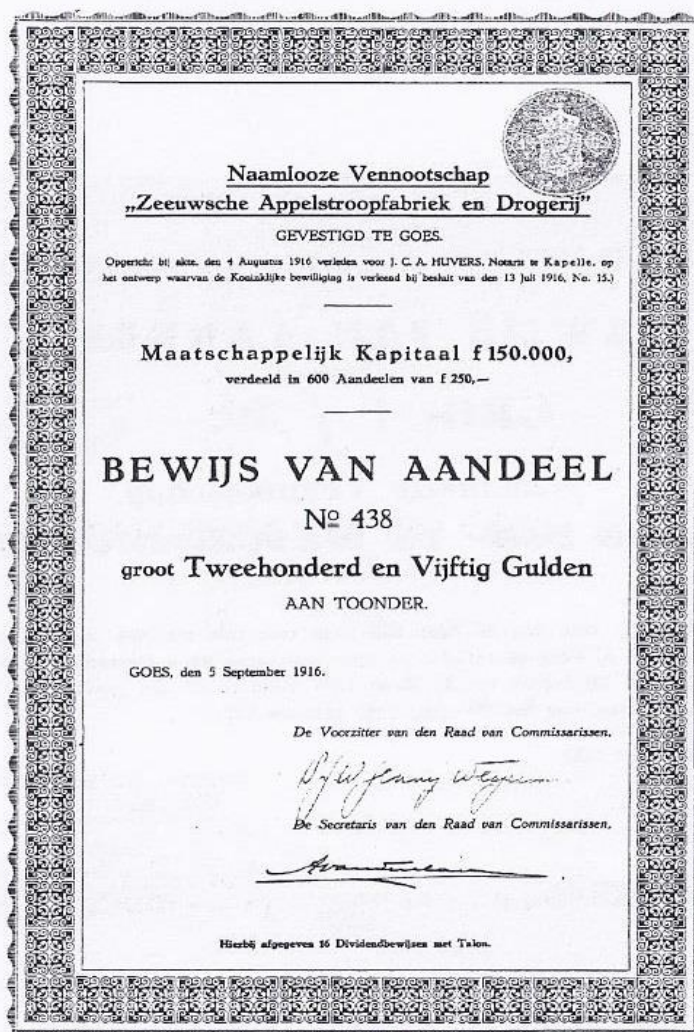 Naamlooze Vennootschap
„Zeeuwsche Appelstroopfabriek en Drogerij”
GEVESTIGD TE GOES.
Opgericht bij akte, den 4 Augustus 1916 verleden voor J. C. A. HUVERS, Notaris te Kapelle, op
het ontwerp waarvan de Koninklijke bewilliging is verleend bij besluit van den 13 Juli 1916, No. 15.)
Maatschappelijk Kapitaal f 150.000,
verdeeld in 600 Aandeelen van f 250,—
BEWIJS VAN AANDEEL
Nº 438
groot Tweehonderd en Vijftig Gulden
AAN TOONDER.
GOES, den 5 September 1916.
De Voorzitter van den Raad van Commissarissen,
De Secretaris van den Raad van Commissarissen,
Hierbij afgegeven 16 Dividendbewijzen met Talon.